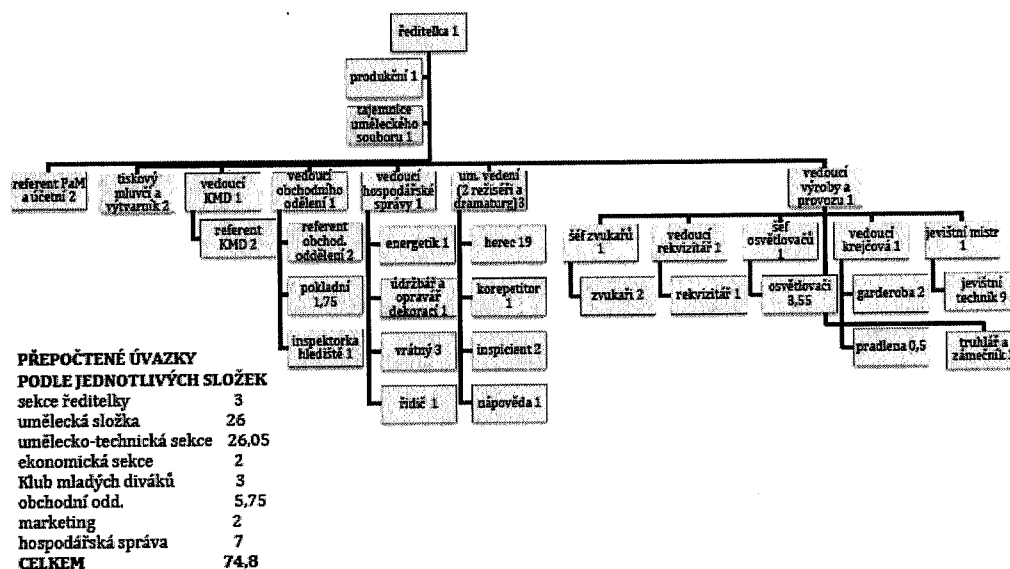 ředitelka 1
produkční 1
tajemnice
uměleckého
souboru 1
referent PaM
a účetní 2
tiskový
mluvčí a
výtvarník 2
vedoucí
KMD 1
vedoucí
obchodního
odělení 1
vedoucí
hospodářské
správy 1
um. vedení
(2 režiséři a
dramaturg)3
vedoucí
výroby a
provozu 1
referent
KMD 2
referent
obchod.
oddělení 2
pokladní
1,75
inspektorka
hlediště 1
energetik 1
údržbář a
opravář
dekorací 1
vrátný 3
řidič 1
herec 19
korepetitor
1
inspicient 2
nápověda 1
šéf zvukařů
1
zvukaři 2
vedoucí
rekvizitář 1
rekvizitář 1
šéf
osvětlovačů
1
osvětlovači
3,55
vedoucí
krejčová 1
garderoba 2
pradlena 0,5
jevištní mistr
1
jevištní
technik 9
truhlář a
zámečník
PŘEPOČTENÉ ÚVAZKY
PODLE JEDNOTLIVÝCH SLOŽEK
sekce ředitelky 3
umělecká složka 26
umělecko-technická sekce 26,05
ekonomická sekce 2
Klub mladých diváků 3
obchodní odd. 5,75
marketing 2
hospodářská správa 7
CELKEM 74,8